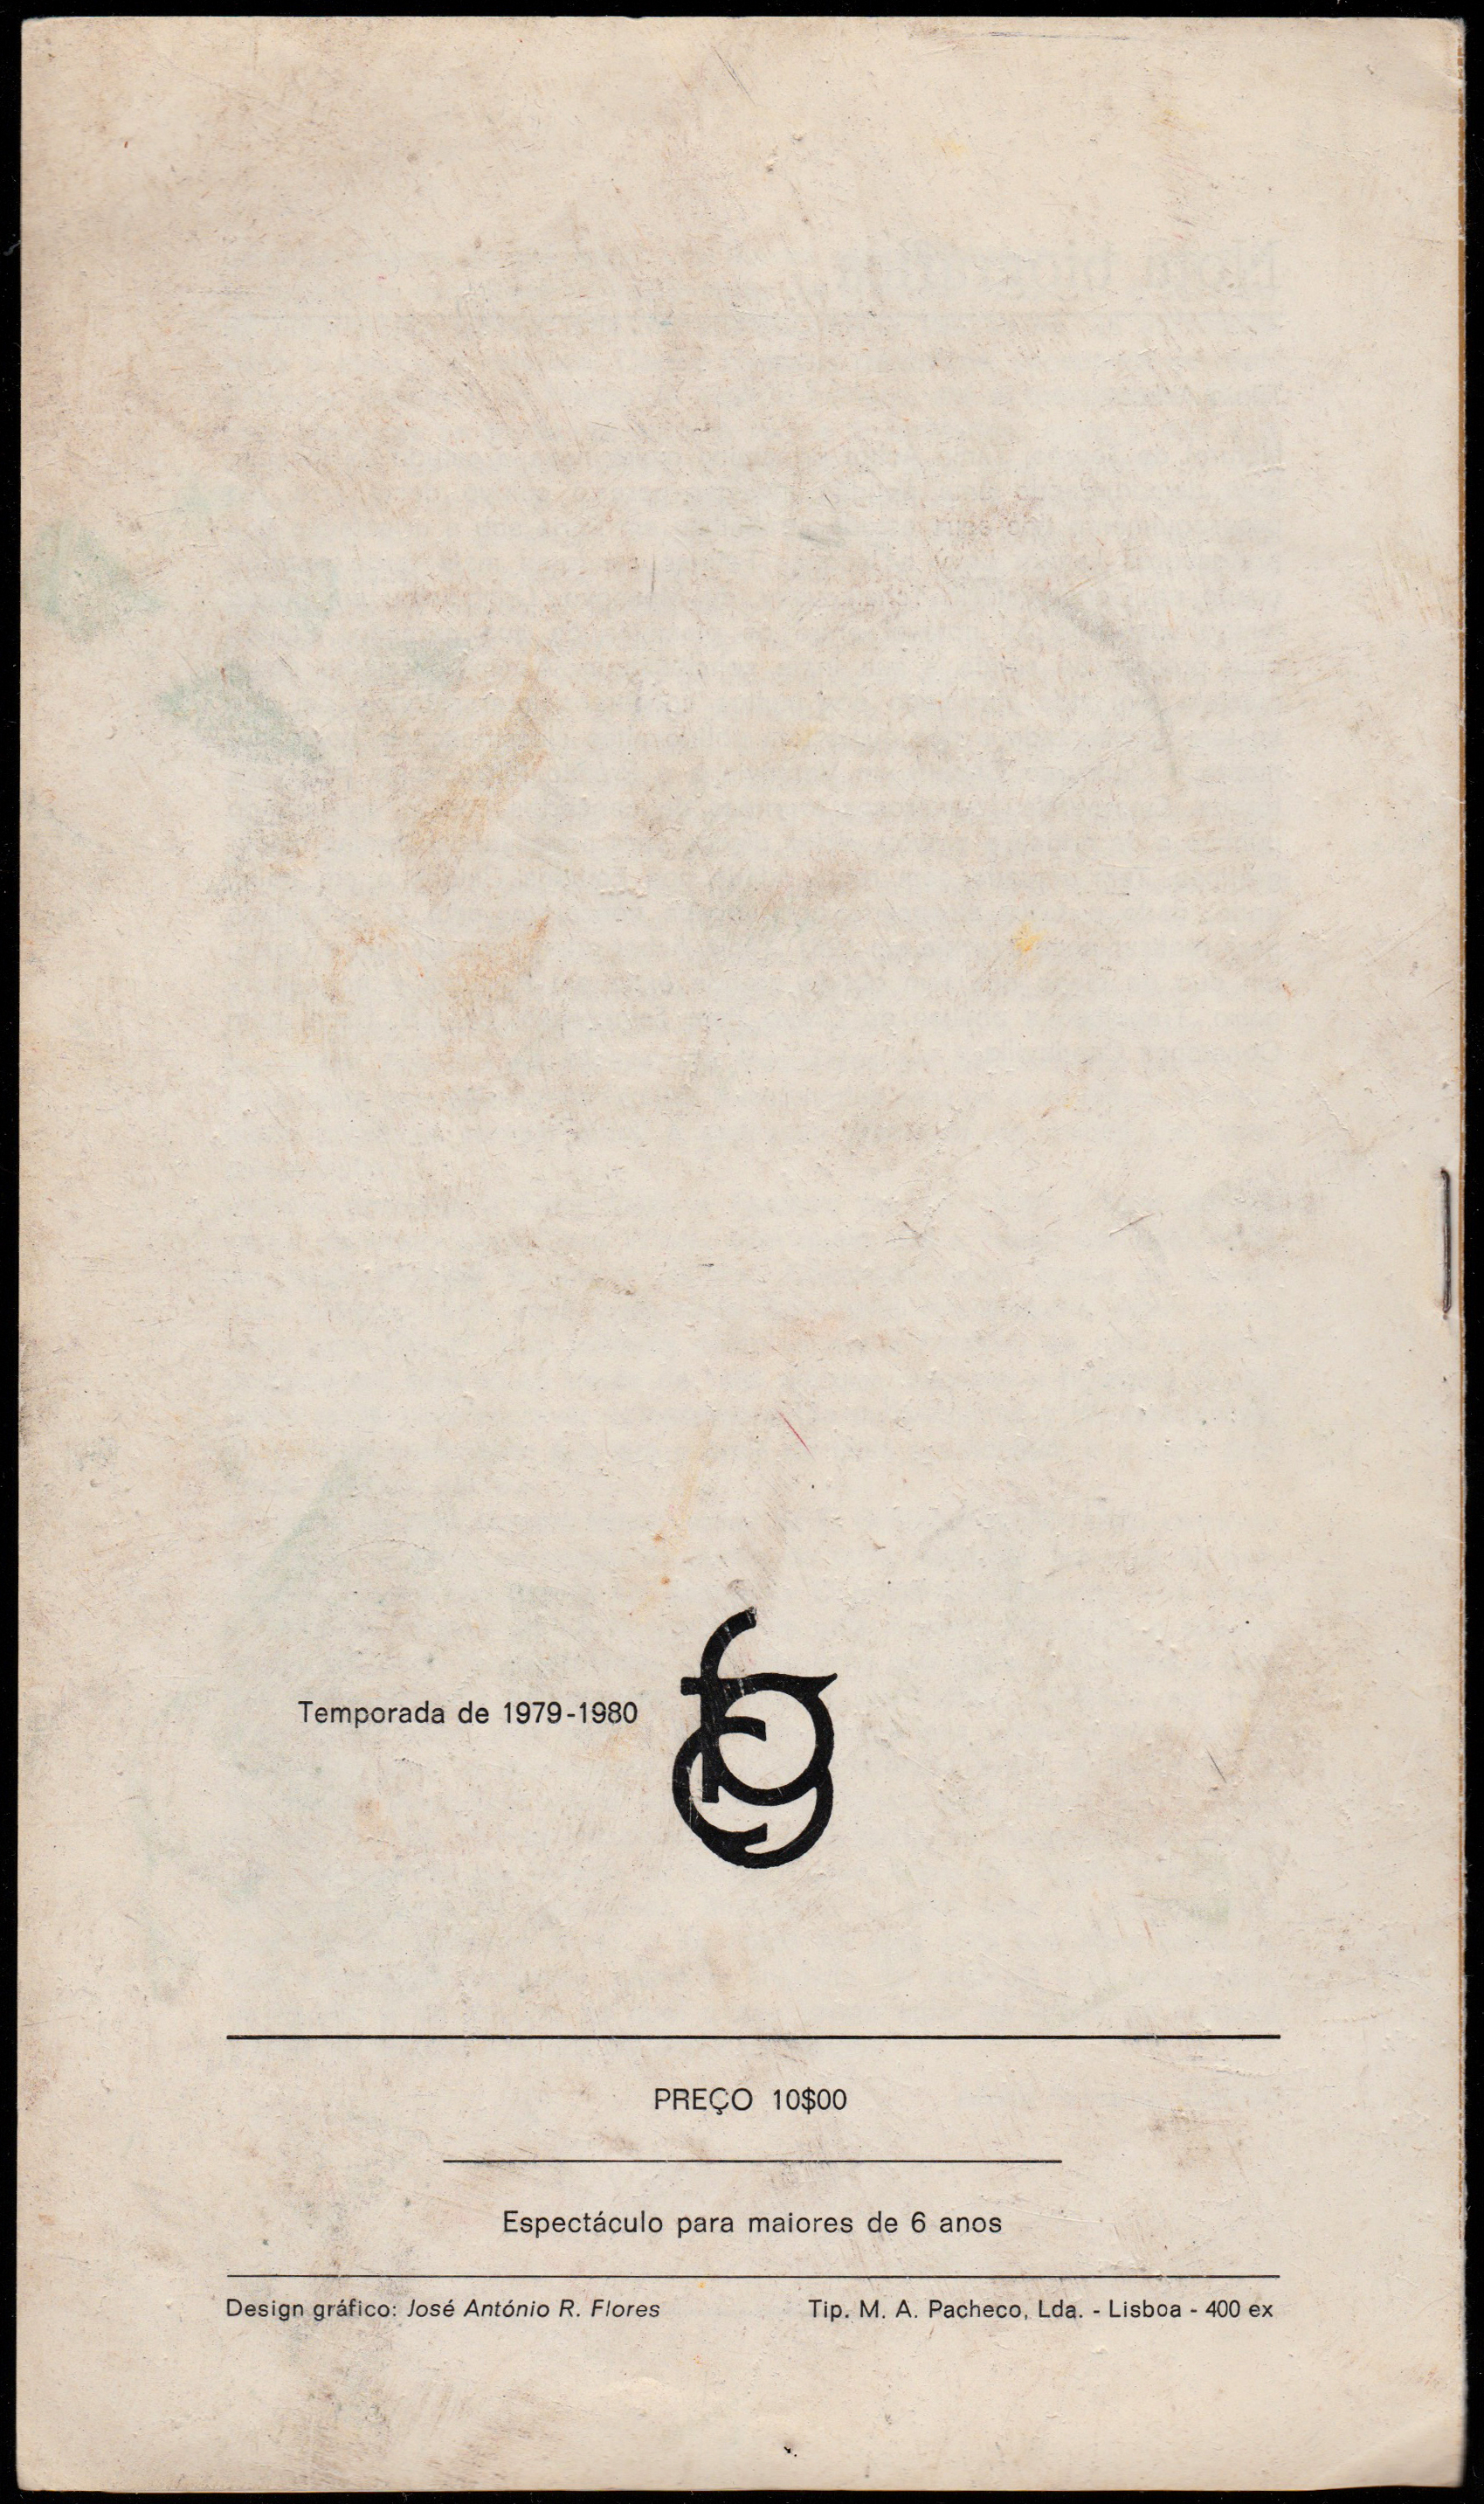 Temporada de 1979-1980
PREÇO 10$00
Espectáculo para maiores de 6 anos
Design gráfico: José António R. Flores
Tip. M. A. Pacheco, Lda. - Lisboa - 400 ex